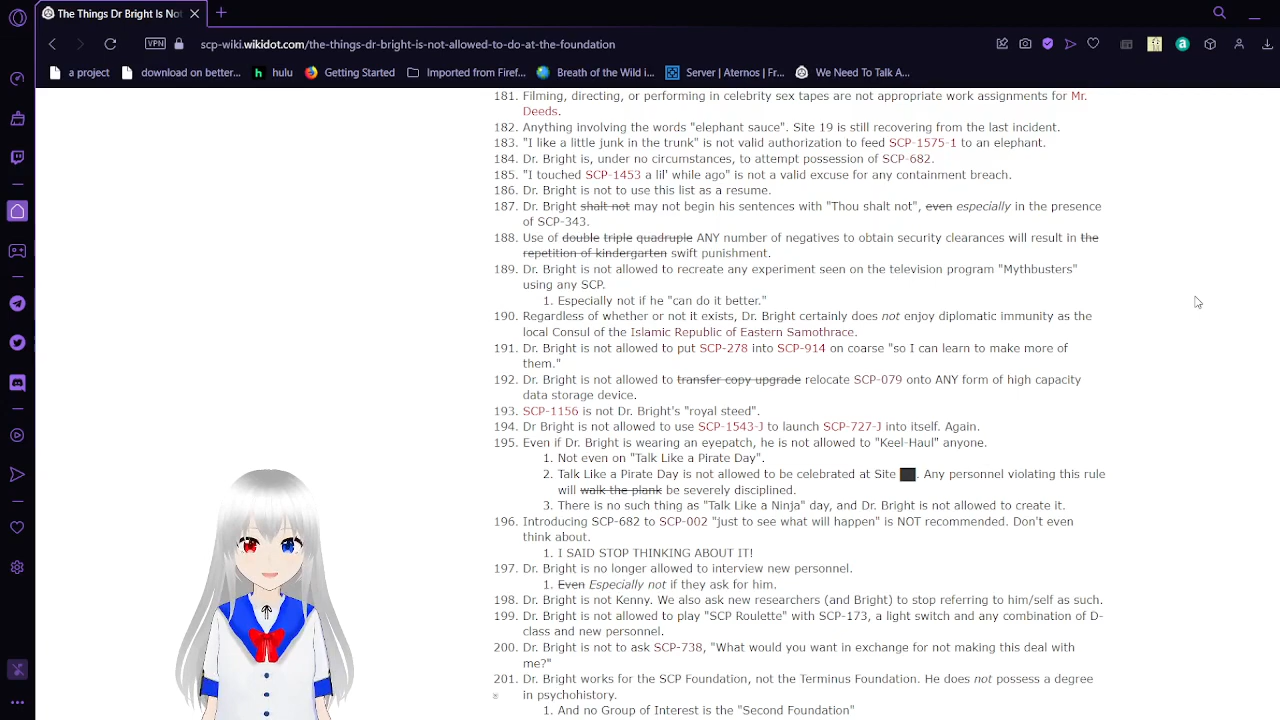 The Things Dr Bright Is Not
VPN
scp-wiki.wikidot.com/the-things-dr-bright-is-not-allowed-to-do-at-the-foundation
a project
download on better...
hulu
Getting Started
Imported from Firef...
Breath of the Wild i...
Server | Aternos | Fr...
We Need To Talk A...
181. Filming, directing, or performing in celebrity sex tapes are not appropriate work assignments for Mr.
Deeds.
182. Anything involving the words "elephant sauce". Site 19 is still recovering from the last incident.
183. "I like a little junk in the trunk" is not valid authorization to feed SCP-1575-1 to an elephant.
184. Dr. Bright is, under no circumstances, to attempt possession of SCP-682.
185. "I touched SCP-1453 a lil' while ago" is not a valid excuse for any containment breach.
186. Dr. Bright is not to use this list as a resume.
187. Dr. Bright shalt not may not begin his sentences with "Thou shalt not", even especially in the presence
of SCP-343.
188. Use of double triple quadruple ANY number of negatives to obtain security clearances will result in the
repetition of kindergarten swift punishment.
189. Dr. Bright is not allowed to recreate any experiment seen on the television program "Mythbusters"
using any SCP.
1. Especially not if he "can do it better."
190. Regardless of whether or not it exists, Dr. Bright certainly does not enjoy diplomatic immunity as the
local Consul of the Islamic Republic of Eastern Samothrace.
191. Dr. Bright is not allowed to put SCP-278 into SCP-914 on coarse "so I can learn to make more of
them."
192. Dr. Bright is not allowed to transfer copy upgrade relocate SCP-079 onto ANY form of high capacity
data storage device.
193. SCP-1156 is not Dr. Bright's "royal steed".
194. Dr Bright is not allowed to use SCP-1543-J to launch SCP-727-J into itself. Again.
195. Even if Dr. Bright is wearing an eyepatch, he is not allowed to "Keel-Haul" anyone.
1. Not even on "Talk Like a Pirate Day".
2. Talk Like a Pirate Day is not allowed to be celebrated at Site ██. Any personnel violating this rule
will walk the plank be severely disciplined.
3. There is no such thing as "Talk Like a Ninja" day, and Dr. Bright is not allowed to create it.
196. Introducing SCP-682 to SCP-002 "just to see what will happen" is NOT recommended. Don't even
think about.
1. I SAID STOP THINKING ABOUT IT!
197. Dr. Bright is no longer allowed to interview new personnel.
1. Even Especially not if they ask for him.
198. Dr. Bright is not Kenny. We also ask new researchers (and Bright) to stop referring to him/self as such.
199. Dr. Bright is not allowed to play "SCP Roulette" with SCP-173, a light switch and any combination of D-
class and new personnel.
200. Dr. Bright is not to ask SCP-738, "What would you want in exchange for not making this deal with
me?"
201. Dr. Bright works for the SCP Foundation, not the Terminus Foundation. He does not possess a degree
in psychohistory.
1. And no Group of Interest is the "Second Foundation"